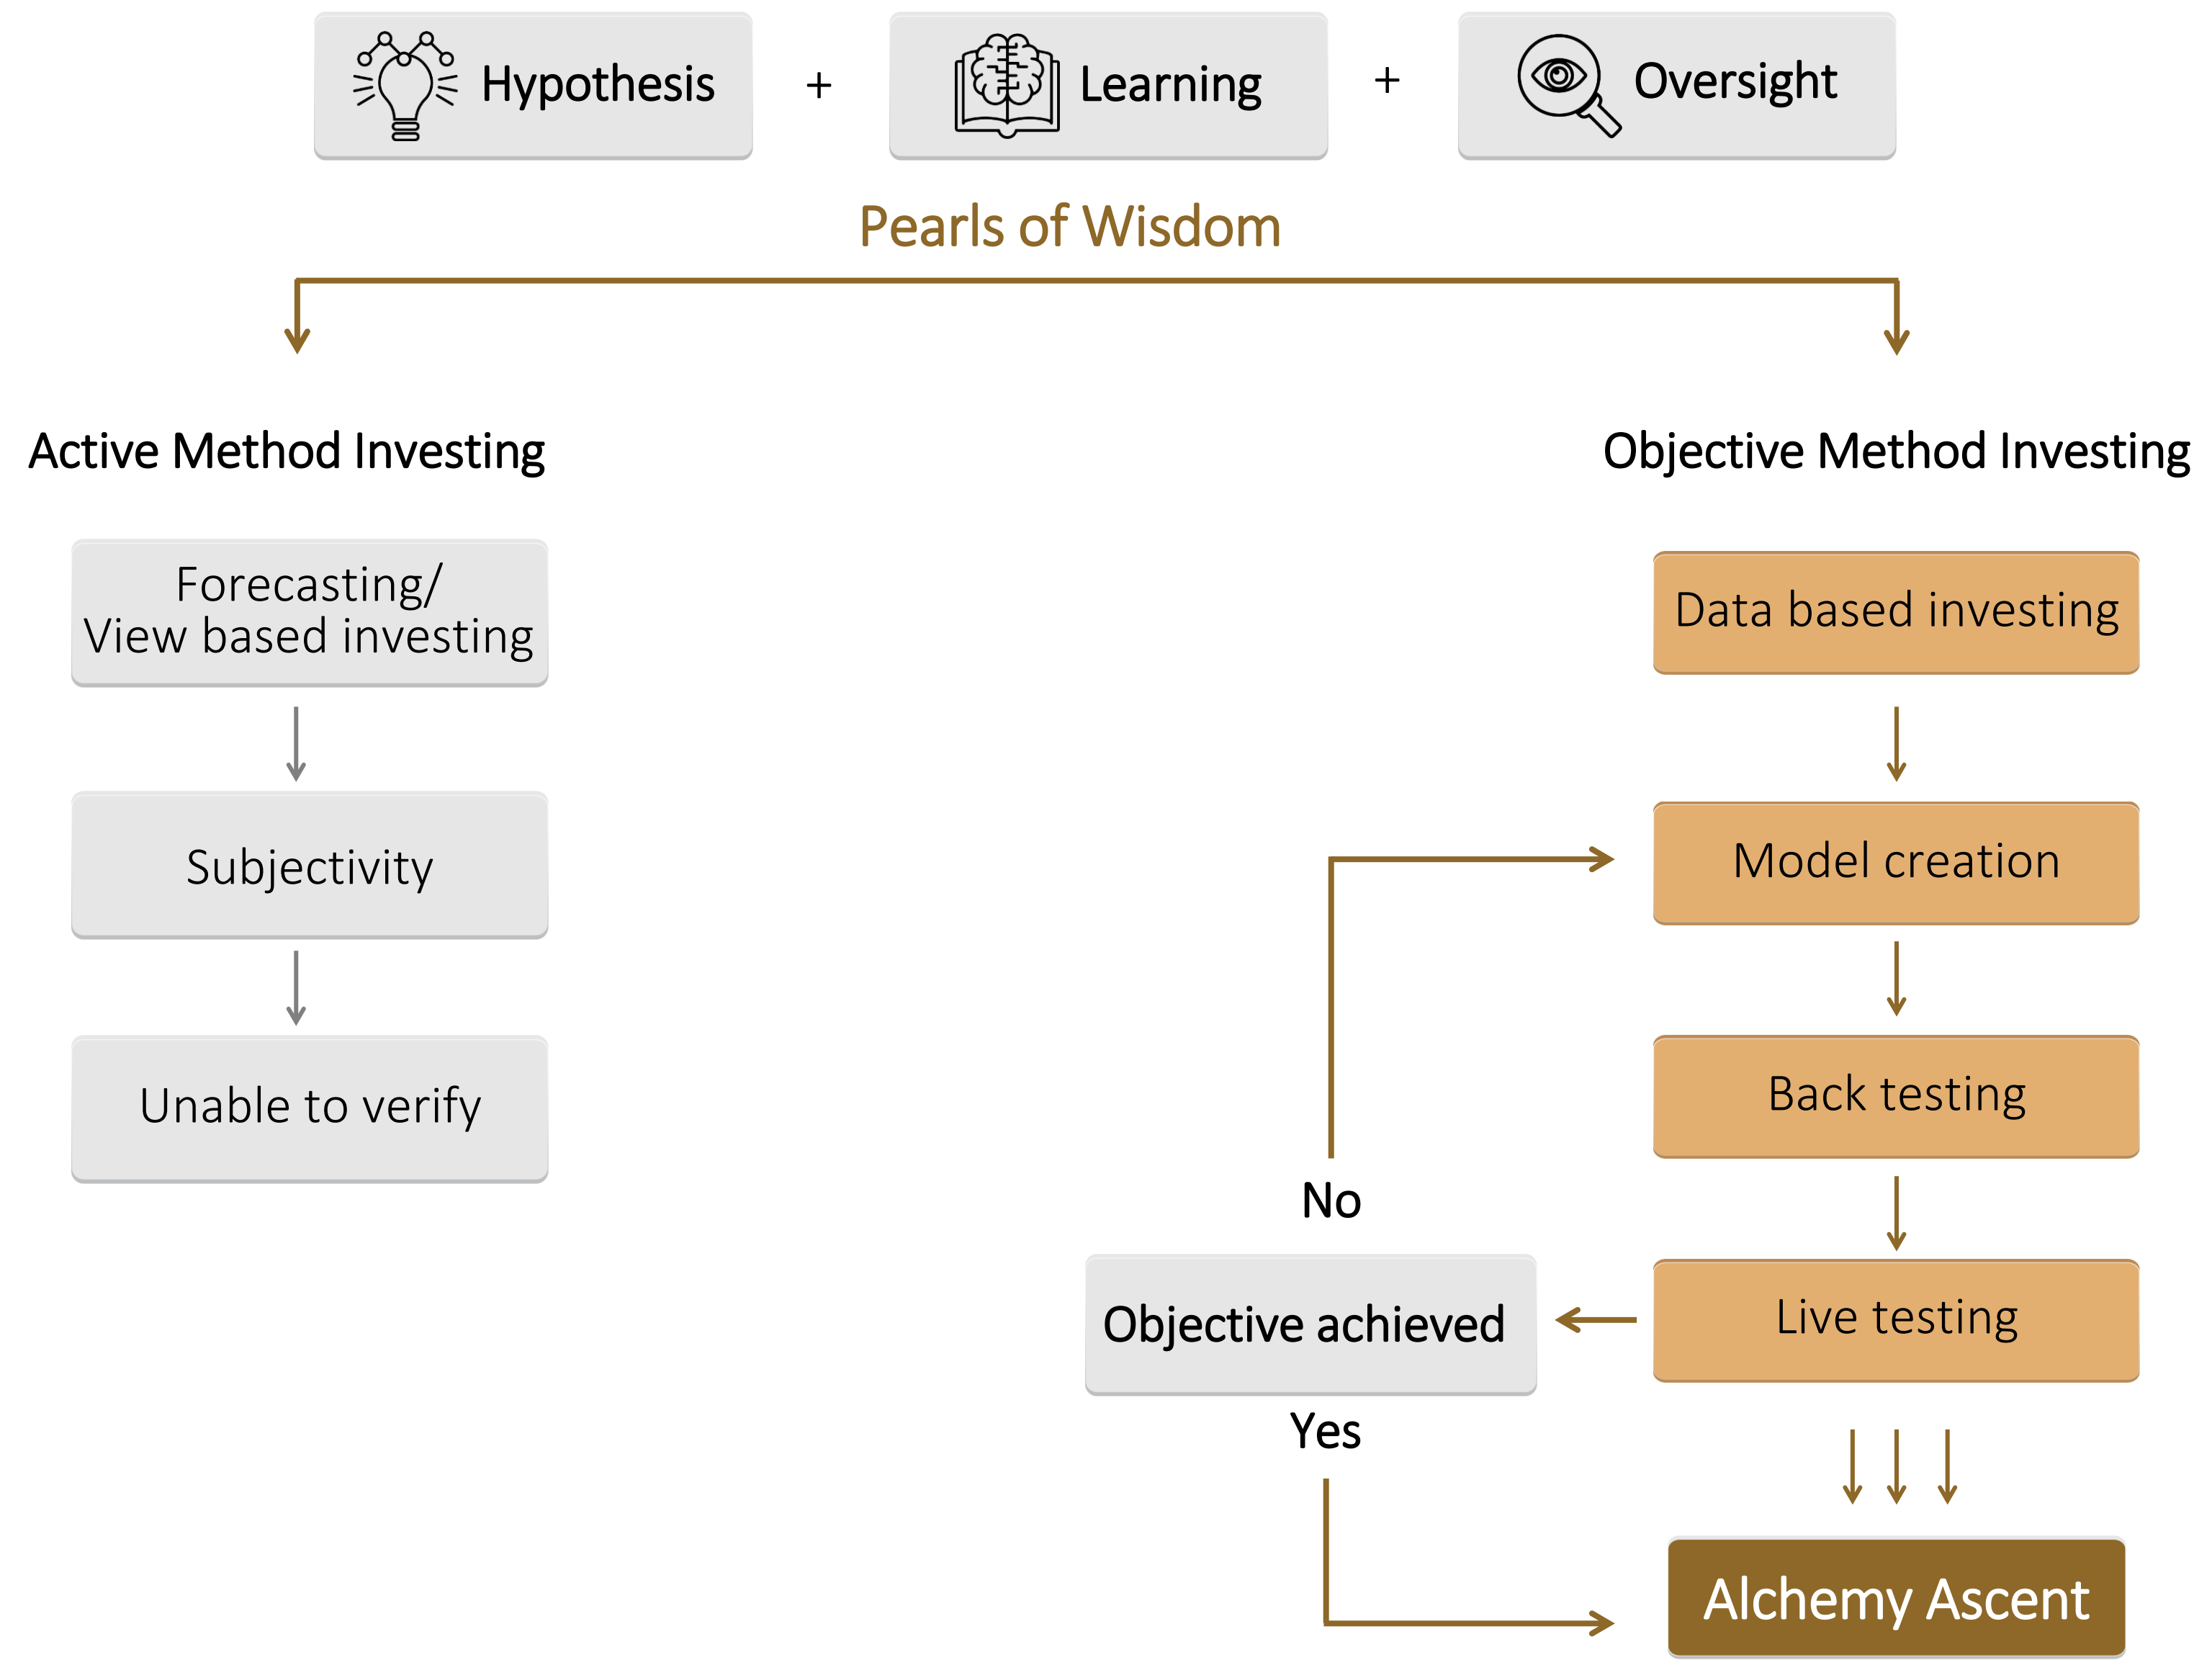 Hypothesis
+
Learning
+
Oversight
Pearls of Wisdom
Active Method Investing
Forecasting/
View based investing
Subjectivity
Unable to verify
Objective Method Investing
Data based investing
Model creation
Back testing
Live testing
No
Objective achieved
Yes
Alchemy Ascent